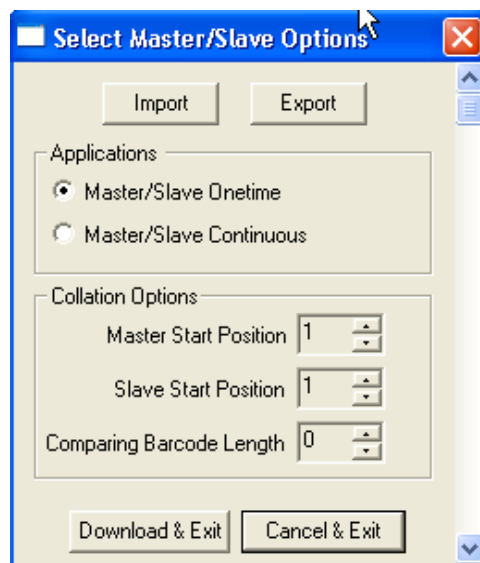 Select Master/Slave Options
Import Export
Applications
Master/Slave Onetime
Master/Slave Continuous
Collation Options
Master Start Position 1
Slave Start Position 1
Comparing Barcode Length 0
Download & Exit Cancel & Exit